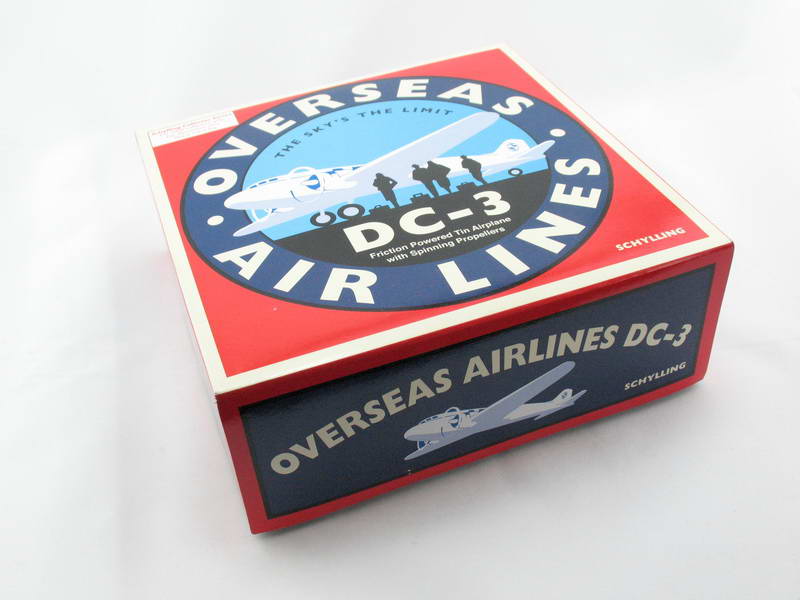 OVERSEAS
THE SKY'S THE LIMIT
DC-3
Friction Powered Tin Airplane
with Spinning Propellers
AIR LINES
SCHYLLING
OVERSEAS AIRLINES DC-3
SCHYLLING